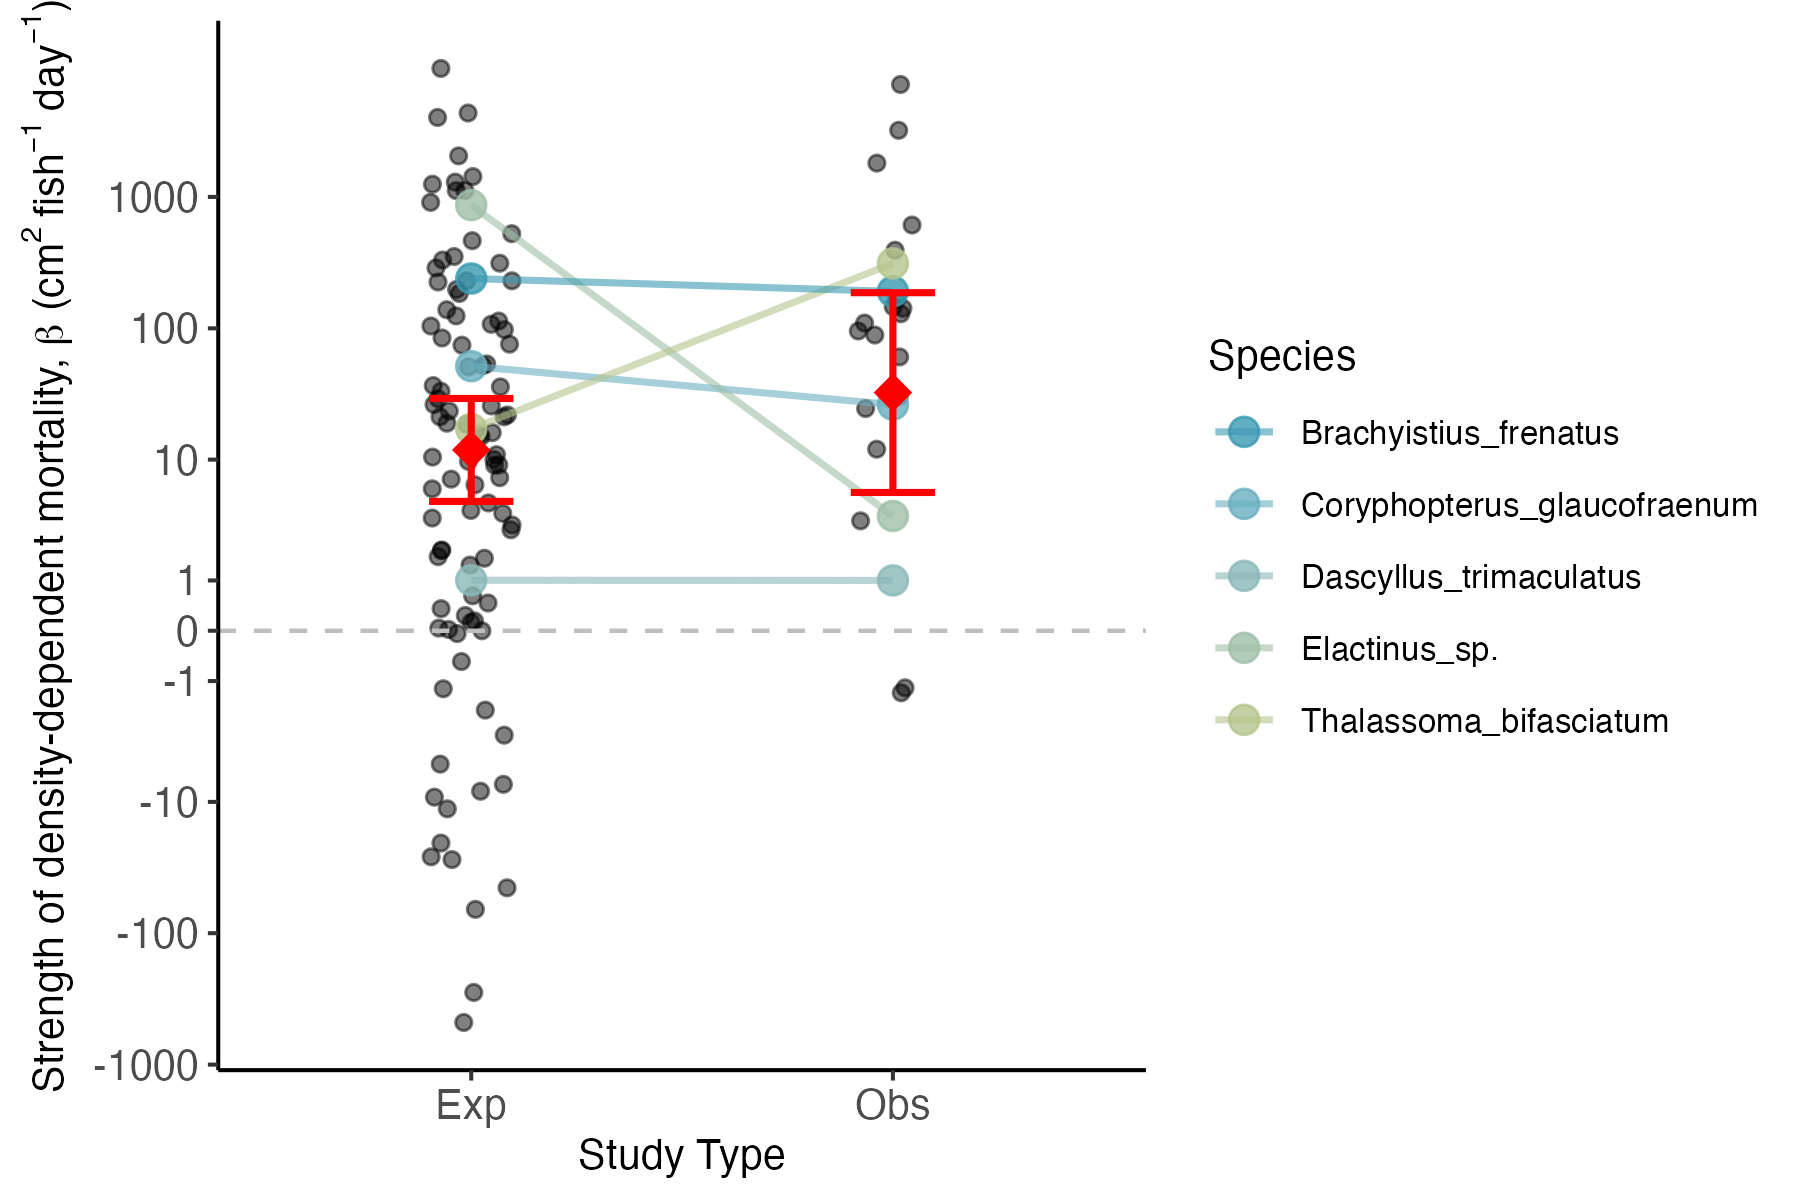 Strength of density-dependent mortality, β (cm² fish⁻¹ day⁻¹)
1000
100
10
1
0
-1
-10
-100
-1000
Exp
Obs
Study Type
Species
Brachyistius_frenatus
Coryphopterus_glaucofraenum
Dascyllus_trimaculatus
Elactinus_sp.
Thalassoma_bifasciatum